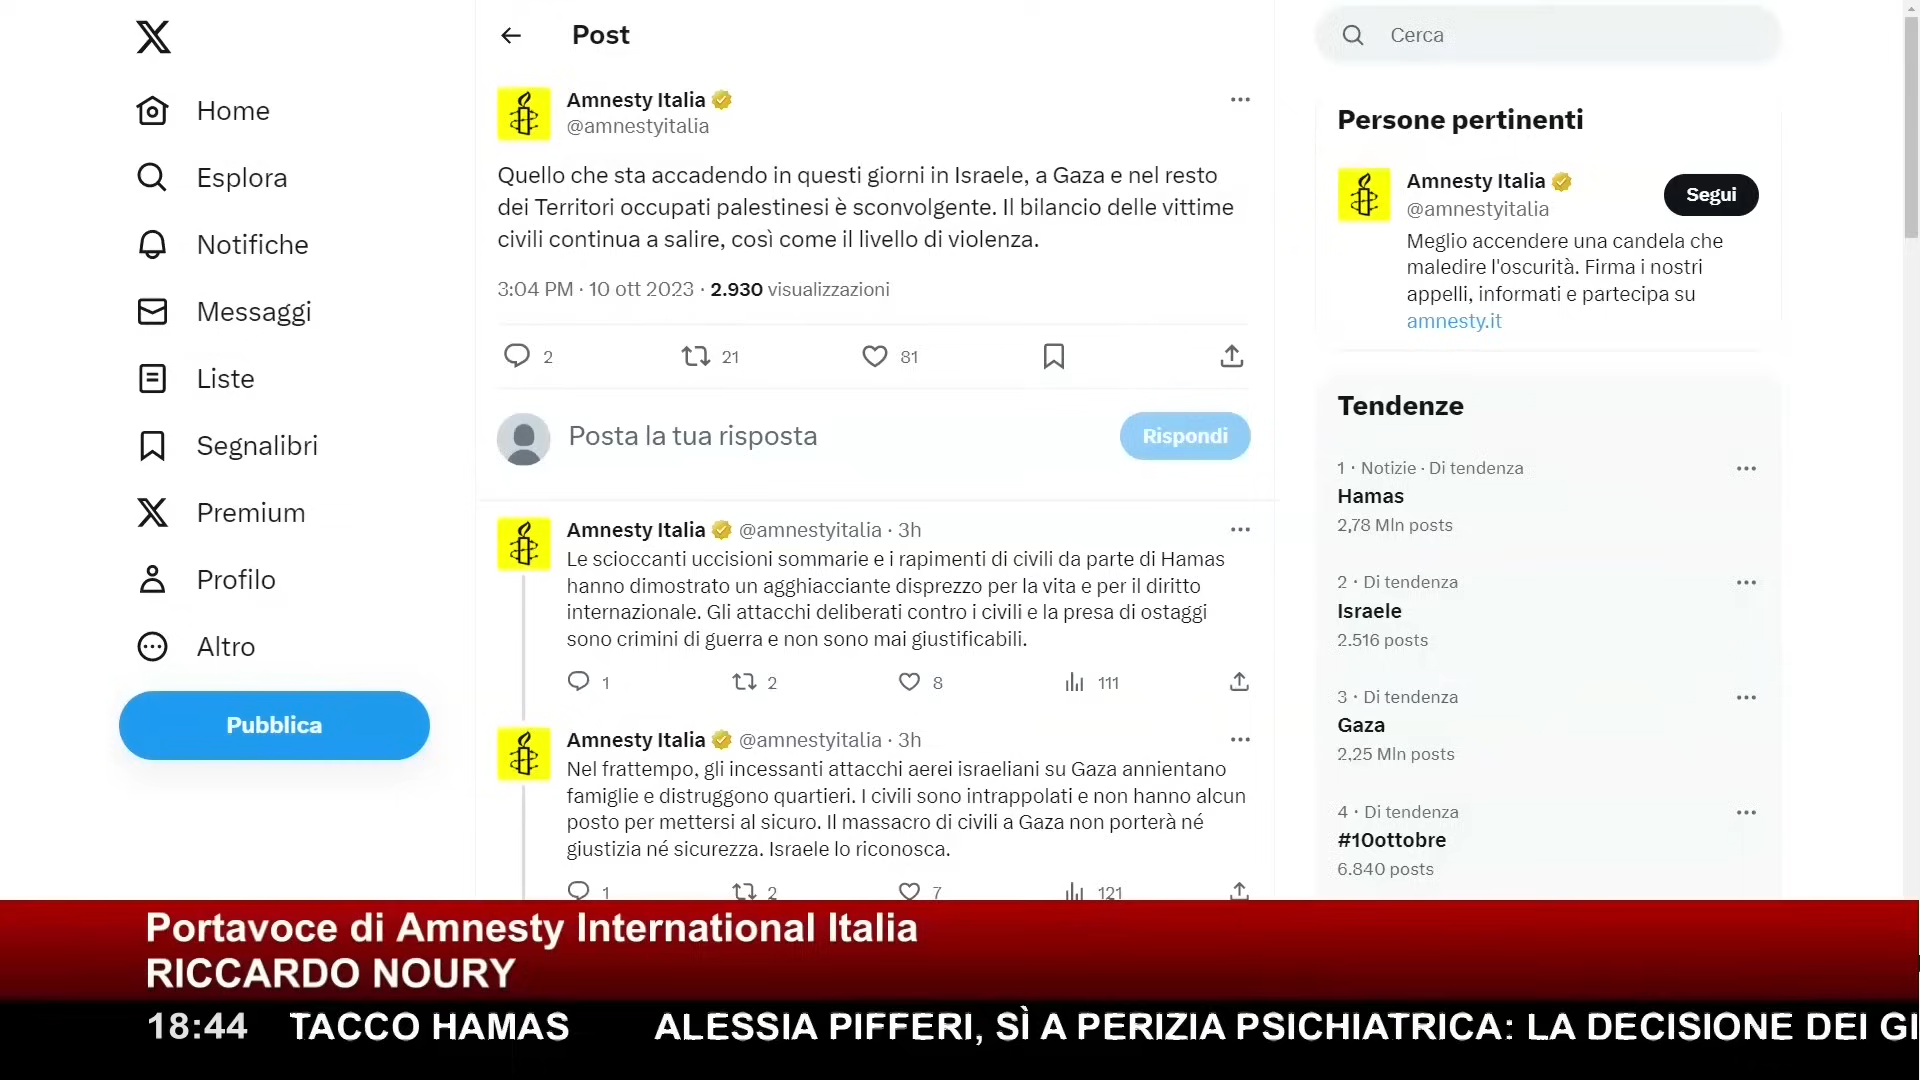 Home
Esplora
Notifiche
Messaggi
Liste
Segnalibri
Premium
Profilo
Altro
Pubblica
Post
Amnesty Italia
@amnestyitalia
Quello che sta accadendo in questi giorni in Israele, a Gaza e nel resto
dei Territori occupati palestinesi è sconvolgente. Il bilancio delle vittime
civili continua a salire, così come il livello di violenza.
3:04 PM · 10 ott 2023 · 2.930 visualizzazioni
2 21 81
Posta la tua risposta
Rispondi
Amnesty Italia @amnestyitalia · 3h
Le scioccanti uccisioni sommarie e i rapimenti di civili da parte di Hamas
hanno dimostrato un agghiacciante disprezzo per la vita e per il diritto
internazionale. Gli attacchi deliberati contro i civili e la presa di ostaggi
sono crimini di guerra e non sono mai giustificabili.
1 2 8 111
Amnesty Italia @amnestyitalia · 3h
Nel frattempo, gli incessanti attacchi aerei israeliani su Gaza annientano
famiglie e distruggono quartieri. I civili sono intrappolati e non hanno alcun
posto per mettersi al sicuro. Il massacro di civili a Gaza non porterà né
giustizia né sicurezza. Israele lo riconosca.
1 2 7 121
Cerca
Persone pertinenti
Amnesty Italia
@amnestyitalia
Segui
Meglio accendere una candela che
maledire l'oscurità. Firma i nostri
appelli, informati e partecipa su
amnesty.it
Tendenze
1 · Notizie · Di tendenza
Hamas
2,78 Mln posts
2 · Di tendenza
Israele
2.516 posts
3 · Di tendenza
Gaza
2,25 Mln posts
4 · Di tendenza
#10ottobre
6.840 posts
Portavoce di Amnesty International Italia
RICCARDO NOURY
18:44 TACCO HAMAS ALESSIA PIFFERI, SÌ A PERIZIA PSICHIATRICA: LA DECISIONE DEI GI